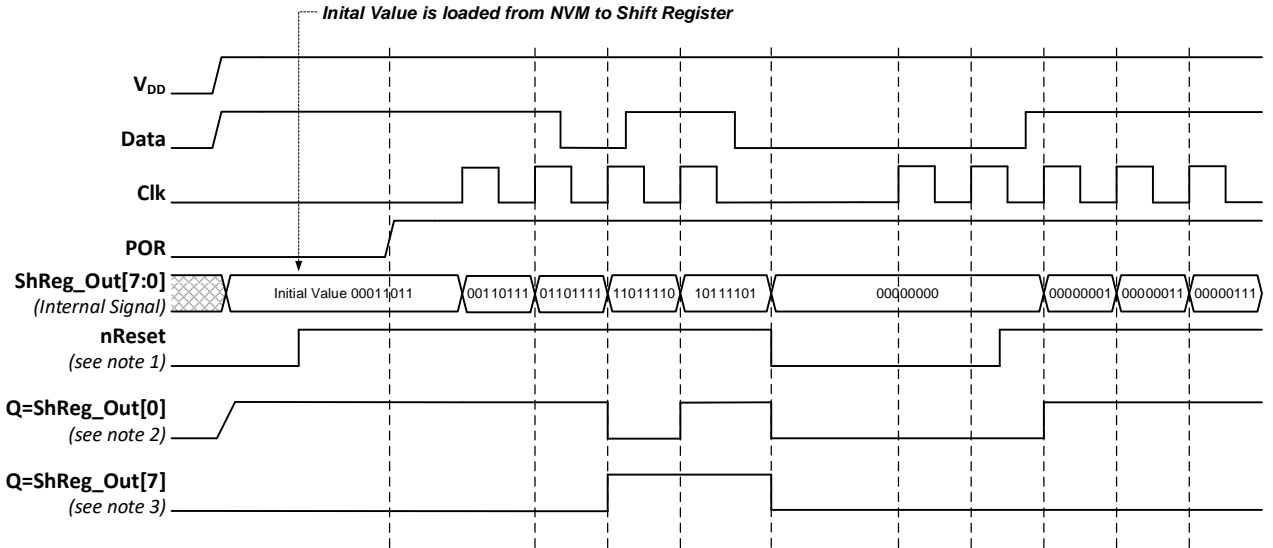 Inital Value is loaded from NVM to Shift Register
VDD
Data
Clk
POR
ShReg_Out[7:0]
(Internal Signal)
Initial Value 00011011 00110111 01101111 11011110 10111101 00000000 00000001 00000011 00000111
nReset
(see note 1)
Q=ShReg_Out[0]
(see note 2)
Q=ShReg_Out[7]
(see note 3)